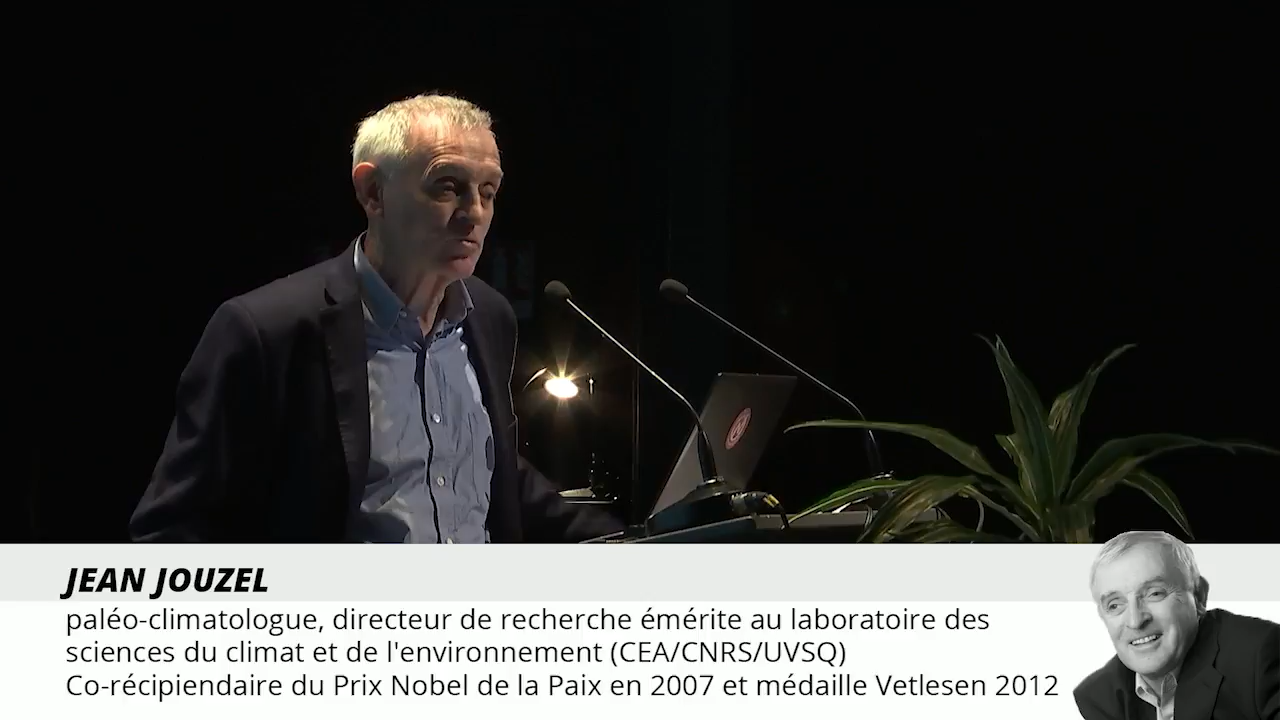 JEAN JOUZEL
paléo-climatologue, directeur de recherche émérite au laboratoire des
sciences du climat et de l'environnement (CEA/CNRS/UVSQ)
Co-récipiendaire du Prix Nobel de la Paix en 2007 et médaille Vetlesen 2012